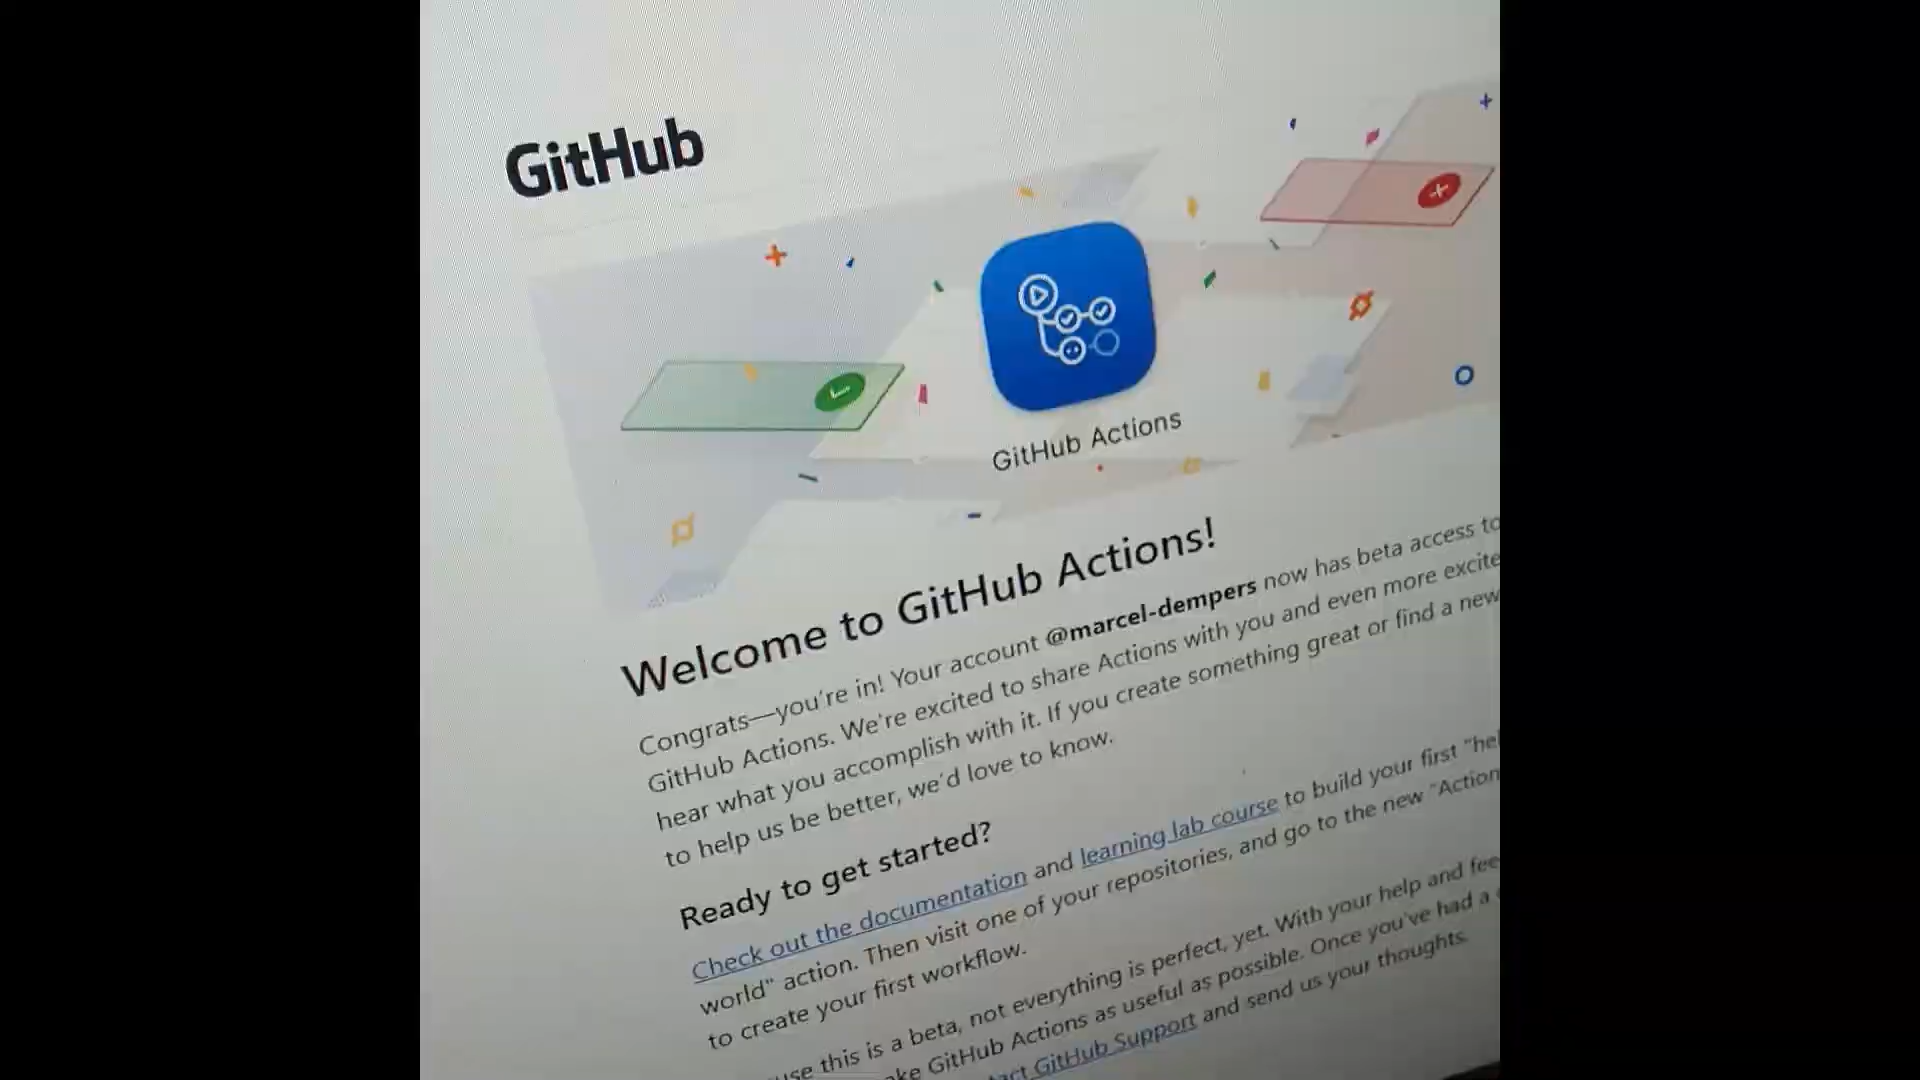 GitHub
GitHub Actions
Welcome to GitHub Actions!
Congrats—you're in! Your account @marcel-dempers now has beta access to
GitHub Actions. We're excited to share Actions with you and even more excite
hear what you accomplish with it. If you create something great or find a new
to help us be better, we'd love to know.
Ready to get started?
Check out the documentation and learning lab course to build your first "hel
world" action. Then visit one of your repositories, and go to the new "Action
to create your first workflow.
use this is a beta, not everything is perfect, yet. With your help and fee
ke GitHub Actions as useful as possible. Once you've had a
tact GitHub Support and send us your thoughts.